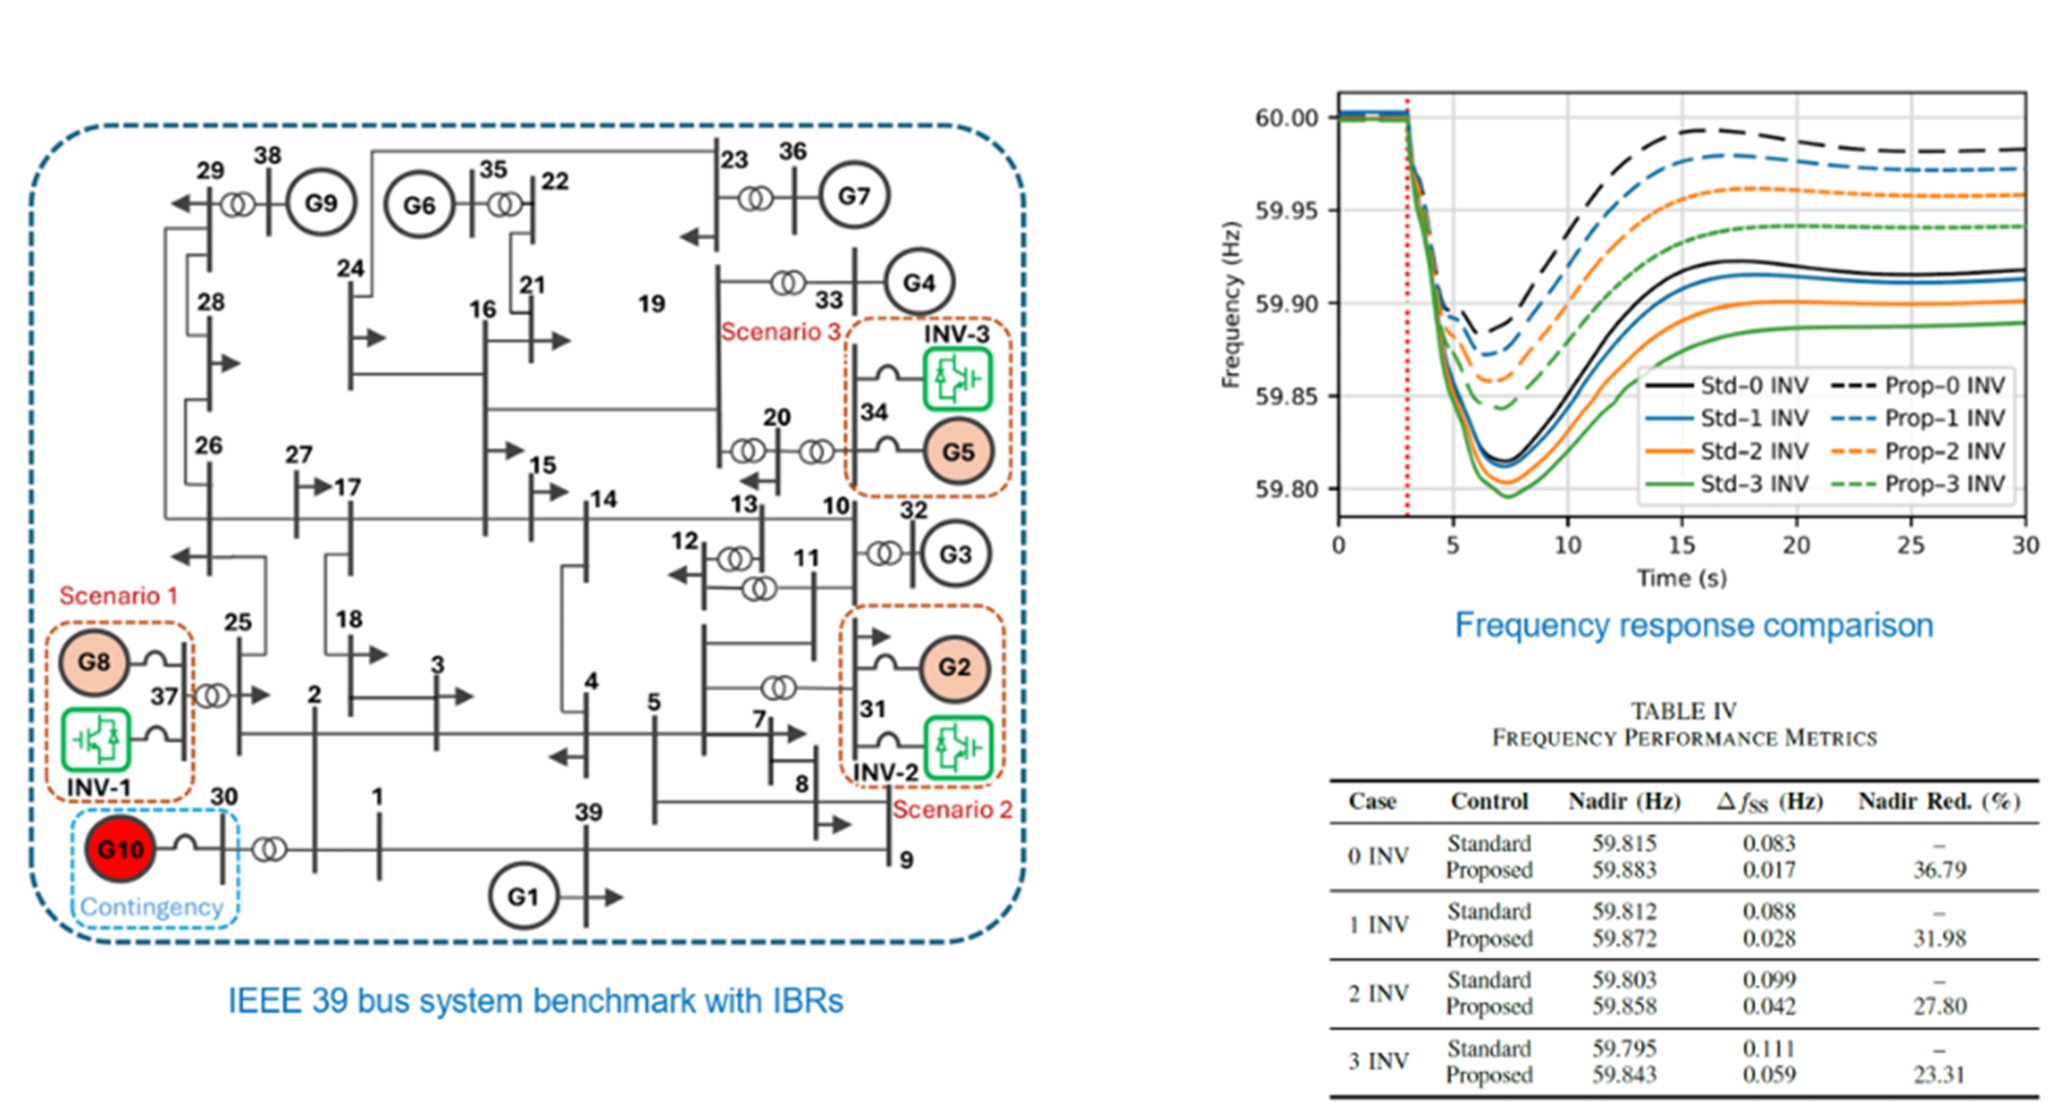 38
29
G9
35
22
G6
23
36
G7
24
21
16
19
33
G4
28
Scenario 3
INV-3
34
G5
20
26
27
17
15
14
13
10
32
G3
12
11
Scenario 1
25
18
G8
37
INV-1
2
3
4
5
7
31
G2
INV-2
8
Scenario 2
30
1
39
9
G10
Contingency
G1
IEEE 39 bus system benchmark with IBRs
Frequency (Hz)
60.00
59.95
59.90
59.85
59.80
Std–0 INV Prop–0 INV
Std–1 INV Prop–1 INV
Std–2 INV Prop–2 INV
Std–3 INV Prop–3 INV
0 5 10 15 20 25 30
Time (s)
Frequency response comparison
TABLE IV
FREQUENCY PERFORMANCE METRICS
Case Control Nadir (Hz) Δfss (Hz) Nadir Red. (%)
0 INV
Standard 59.815 0.083 –
Proposed 59.883 0.017 36.79
1 INV
Standard 59.812 0.088 –
Proposed 59.872 0.028 31.98
2 INV
Standard 59.803 0.099 –
Proposed 59.858 0.042 27.80
3 INV
Standard 59.795 0.111 –
Proposed 59.843 0.059 23.31